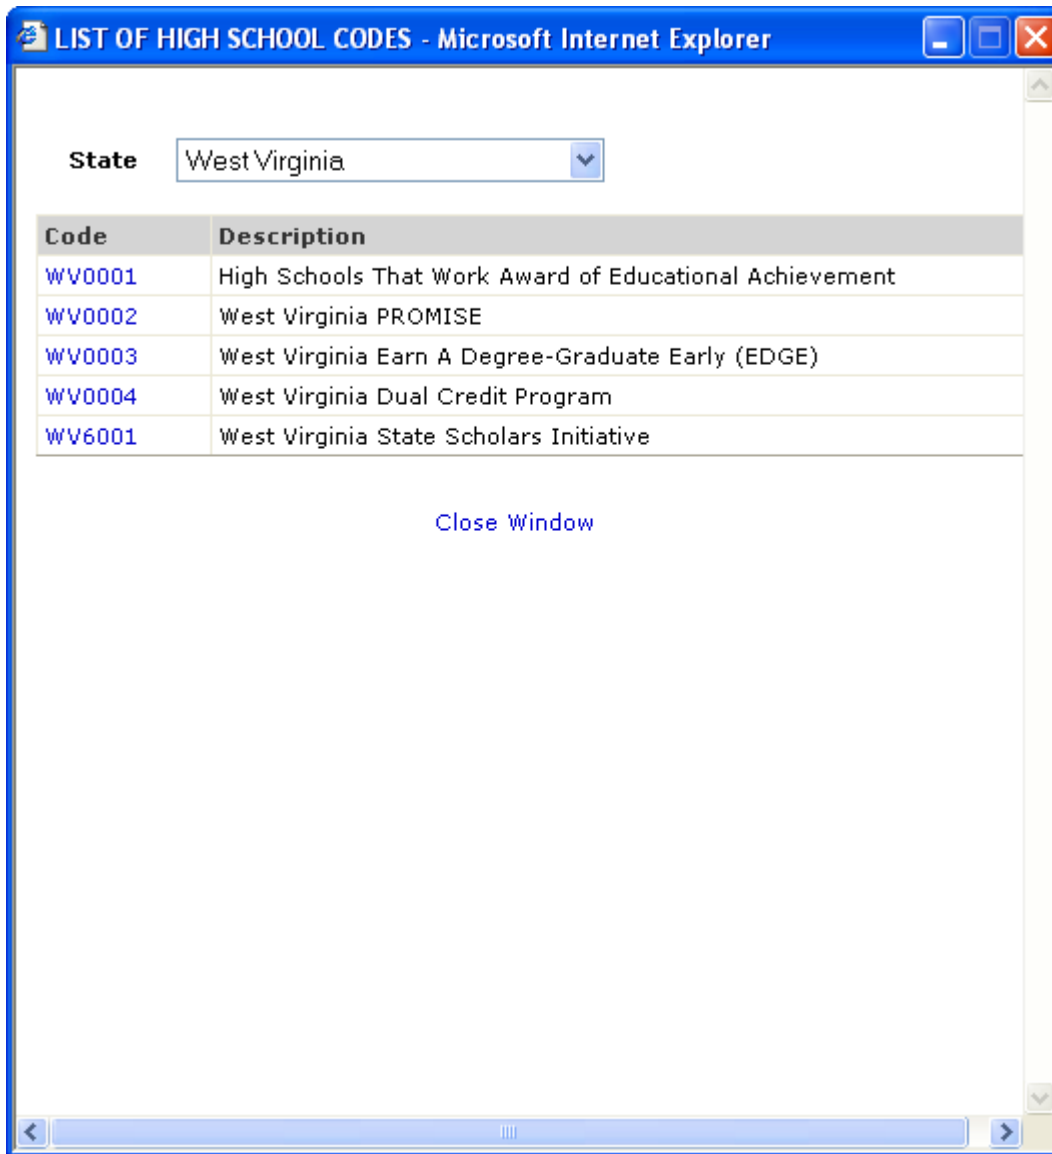 LIST OF HIGH SCHOOL CODES - Microsoft Internet Explorer
State West Virginia
Code Description
WV0001 High Schools That Work Award of Educational Achievement
WV0002 West Virginia PROMISE
WV0003 West Virginia Earn A Degree-Graduate Early (EDGE)
WV0004 West Virginia Dual Credit Program
WV6001 West Virginia State Scholars Initiative
Close Window